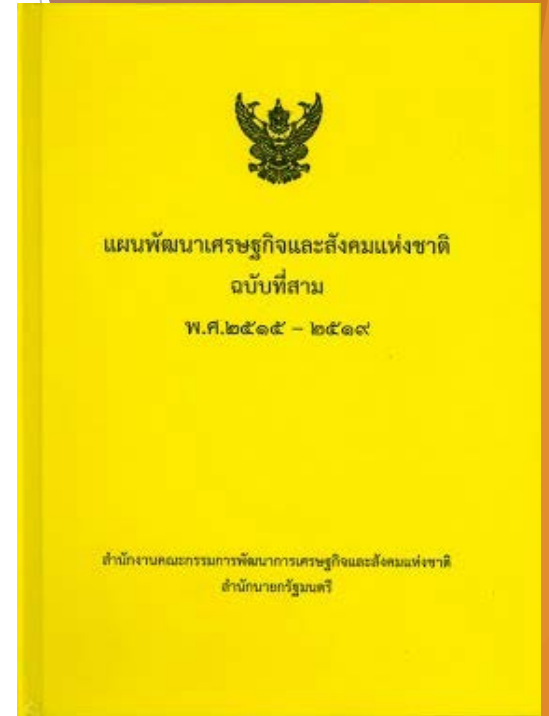 แผนพัฒนาเศรษฐกิจและสังคมแห่งชาติ
ฉบับที่สาม
พ.ศ.๒๕๑๕ – ๒๕๑๙
สำนักงานคณะกรรมการพัฒนาการเศรษฐกิจและสังคมแห่งชาติ
สำนักนายกรัฐมนตรี